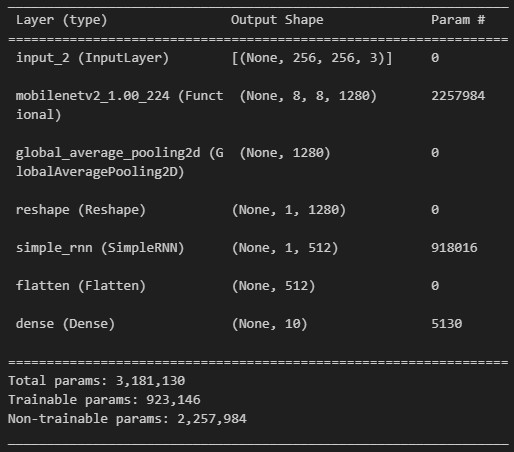 Layer (type) Output Shape Param #
=================================================================
input_2 (InputLayer) [(None, 256, 256, 3)] 0
mobilenetv2_1.00_224 (Funct (None, 8, 8, 1280) 2257984
ional)
global_average_pooling2d (G (None, 1280) 0
lobalAveragePooling2D)
reshape (Reshape) (None, 1, 1280) 0
simple_rnn (SimpleRNN) (None, 1, 512) 918016
flatten (Flatten) (None, 512) 0
dense (Dense) (None, 10) 5130
=================================================================
Total params: 3,181,130
Trainable params: 923,146
Non-trainable params: 2,257,984